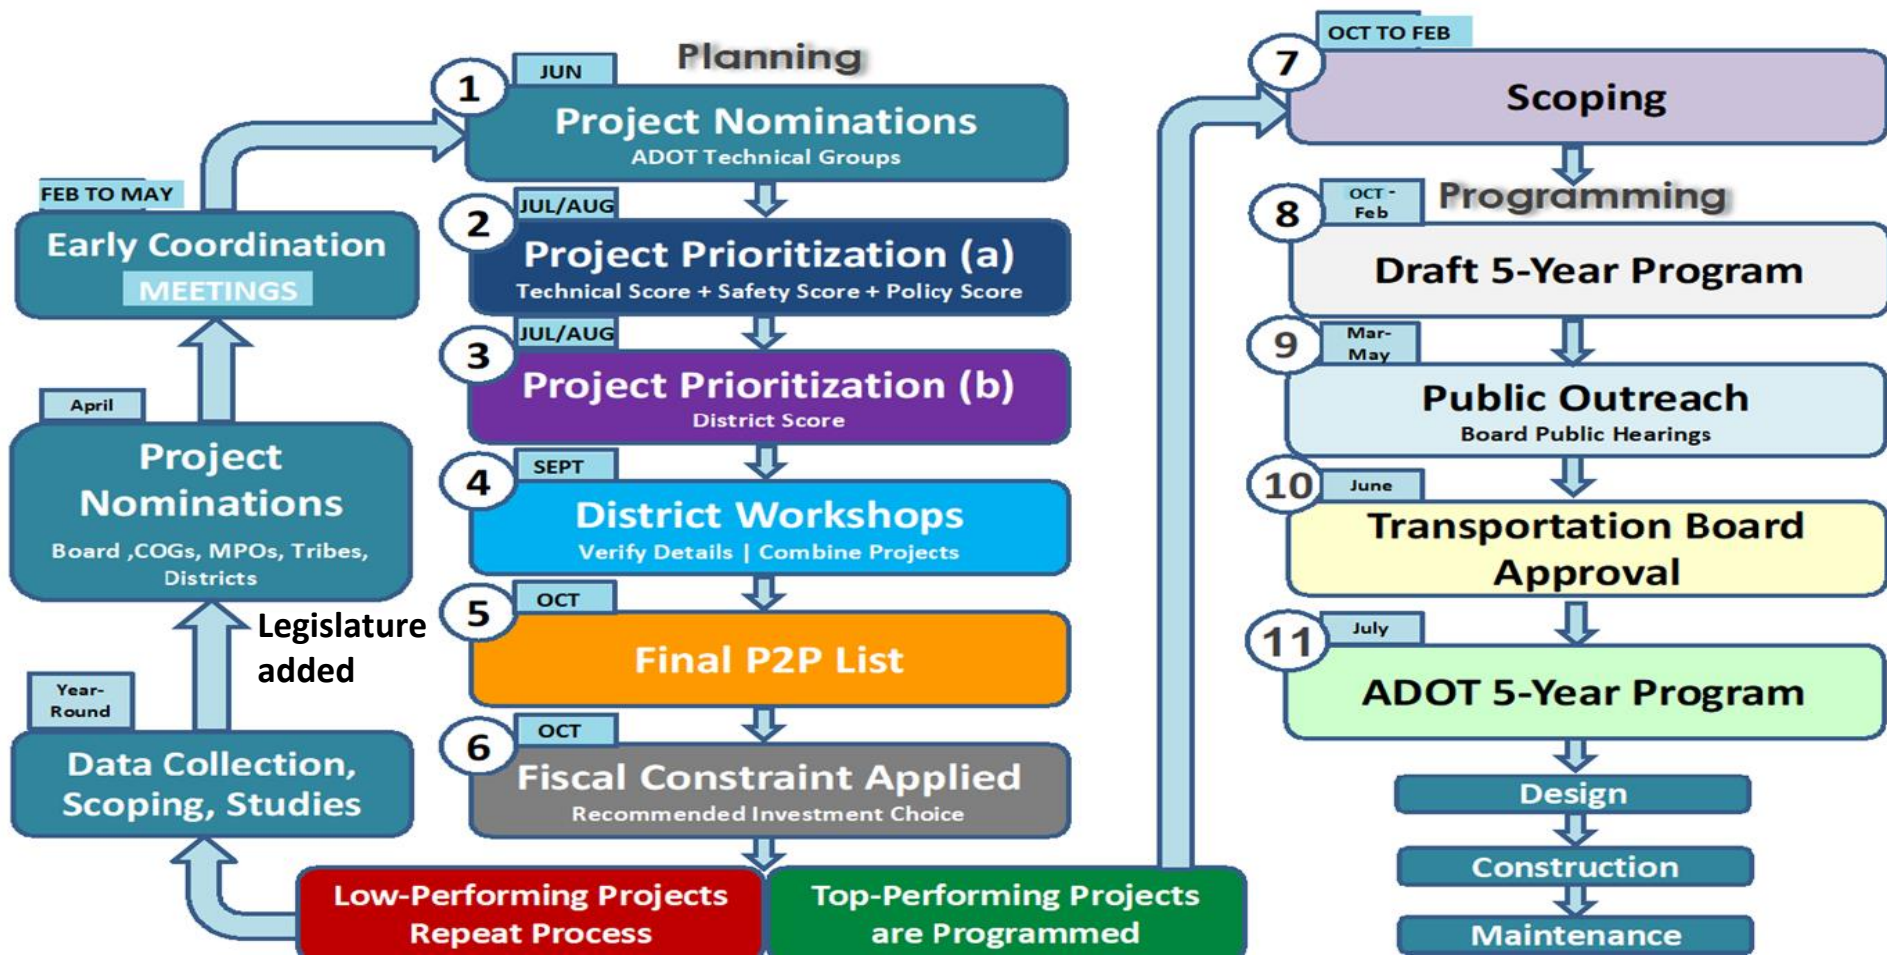 Planning
1
JUN
Project Nominations
ADOT Technical Groups
2
JUL/AUG
Project Prioritization (a)
Technical Score + Safety Score + Policy Score
3
JUL/AUG
Project Prioritization (b)
District Score
4
SEPT
District Workshops
Verify Details | Combine Projects
5
OCT
Final P2P List
6
OCT
Fiscal Constraint Applied
Recommended Investment Choice
Low-Performing Projects
Repeat Process
Top-Performing Projects
are Programmed
Year-
Round
Data Collection,
Scoping, Studies
Legislature
added
April
Project
Nominations
Board ,COGs, MPOs, Tribes,
Districts
FEB TO MAY
Early Coordination
MEETINGS
7
OCT TO FEB
Scoping
Programming
8
OCT -
Feb
Draft 5-Year Program
9
Mar-
May
Public Outreach
Board Public Hearings
10
June
Transportation Board
Approval
11
July
ADOT 5-Year Program
Design
Construction
Maintenance